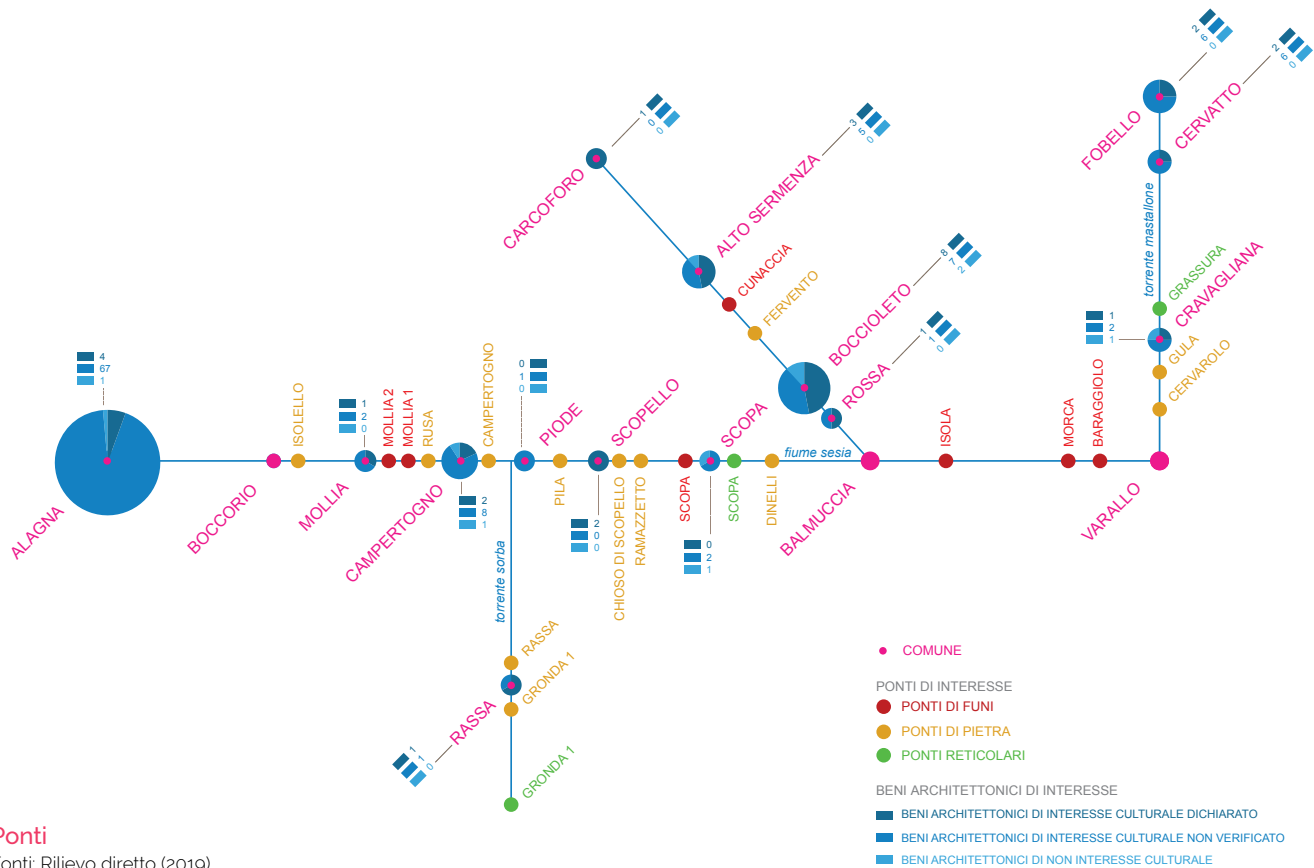 2
6
0
2
6
0
FOBELLO
CERVATTO
1
0
0
CARCOFORO
3
5
0
ALTO SERMENZA
torrente mastallone
CUNACCIA
FERVENTO
8
7
2
BOCCIOLETO
1
1
0
ROSSA
GRASSURA
CRAVAGLIANA
1
2
1
GULA
CERVAROLO
4
67
1
ALAGNA
BOCCORIO
ISOLELLO
1
2
0
MOLLIA
MOLLIA 2
MOLLIA 1
RUSA
CAMPERTOGNO
2
8
1
CAMPERTOGNO
0
1
0
PIODE
PILA
SCOPELLO
2
0
0
CHIOSO DI SCOPELLO
RAMAZZETTO
SCOPA
SCOPA
0
2
1
SCOPA
DINELLI
fiume sesia
BALMUCCIA
ISOLA
MORCA
BARAGGIOLO
VARALLO
torrente sorba
RASSA
GRONDA 1
RASSA
1
1
0
GRONDA 1
COMUNE
PONTI DI INTERESSE
PONTI DI FUNI
PONTI DI PIETRA
PONTI RETICOLARI
BENI ARCHITETTONICI DI INTERESSE
BENI ARCHITETTONICI DI INTERESSE CULTURALE DICHIARATO
BENI ARCHITETTONICI DI INTERESSE CULTURALE NON VERIFICATO
BENI ARCHITETTONICI DI NON INTERESSE CULTURALE
Ponti
Fonti: Rilievo diretto (2019)